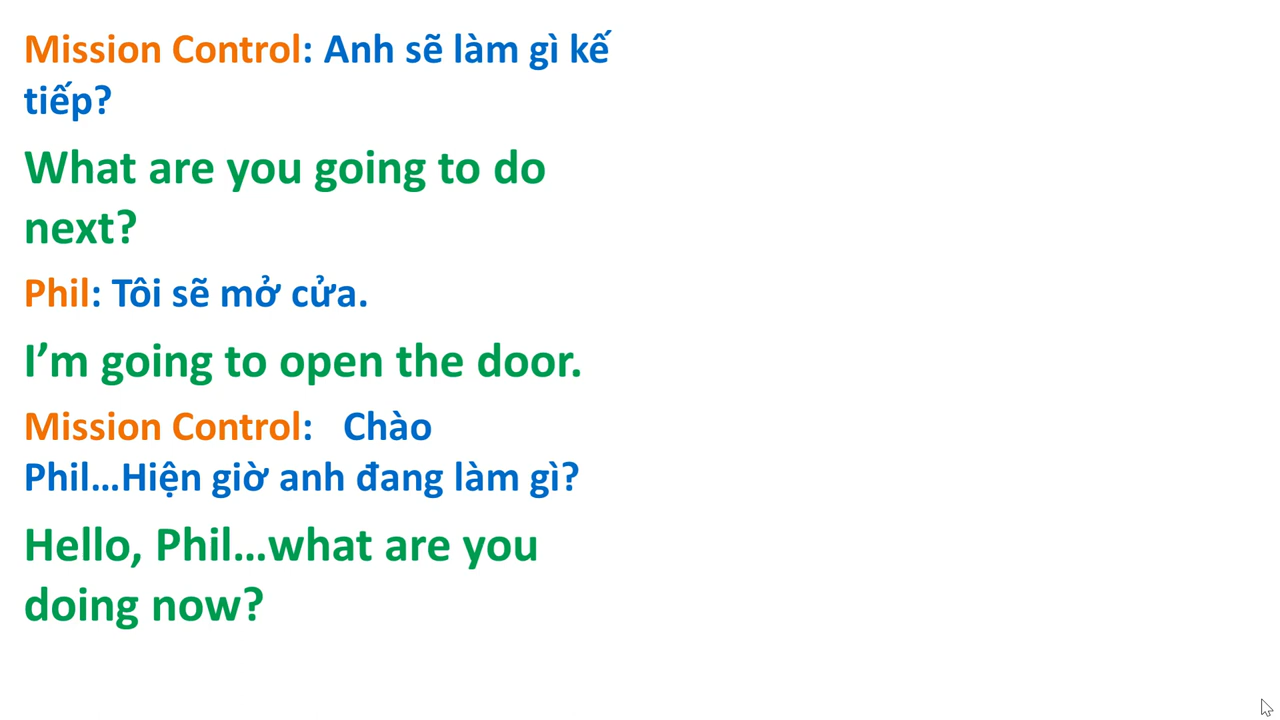 Mission Control: Anh sẽ làm gì kế
tiếp?
What are you going to do
next?
Phil: Tôi sẽ mở cửa.
I’m going to open the door.
Mission Control: Chào
Phil…Hiện giờ anh đang làm gì?
Hello, Phil…what are you
doing now?